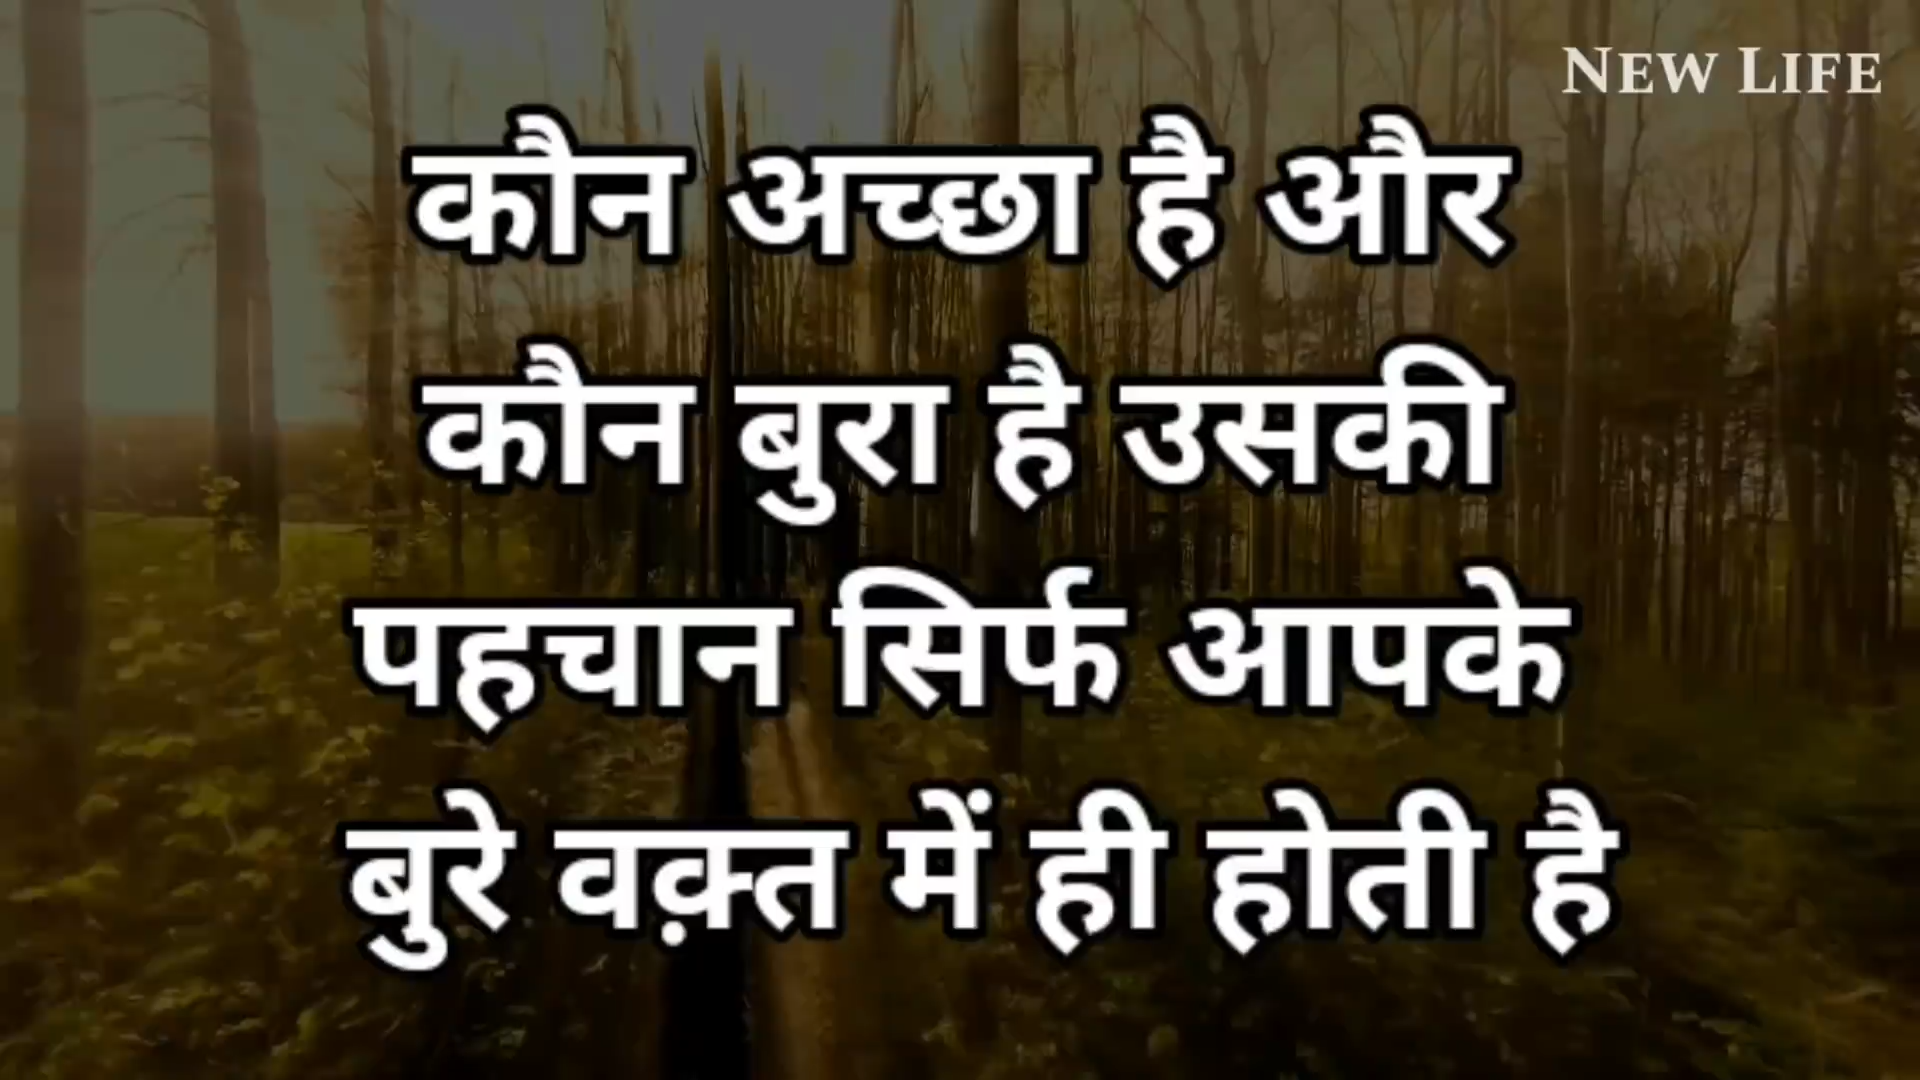 NEW LIFE
कौन अच्छा है और
कौन बुरा है उसकी
पहचान सिर्फ आपके
बुरे वक़्त में ही होती है